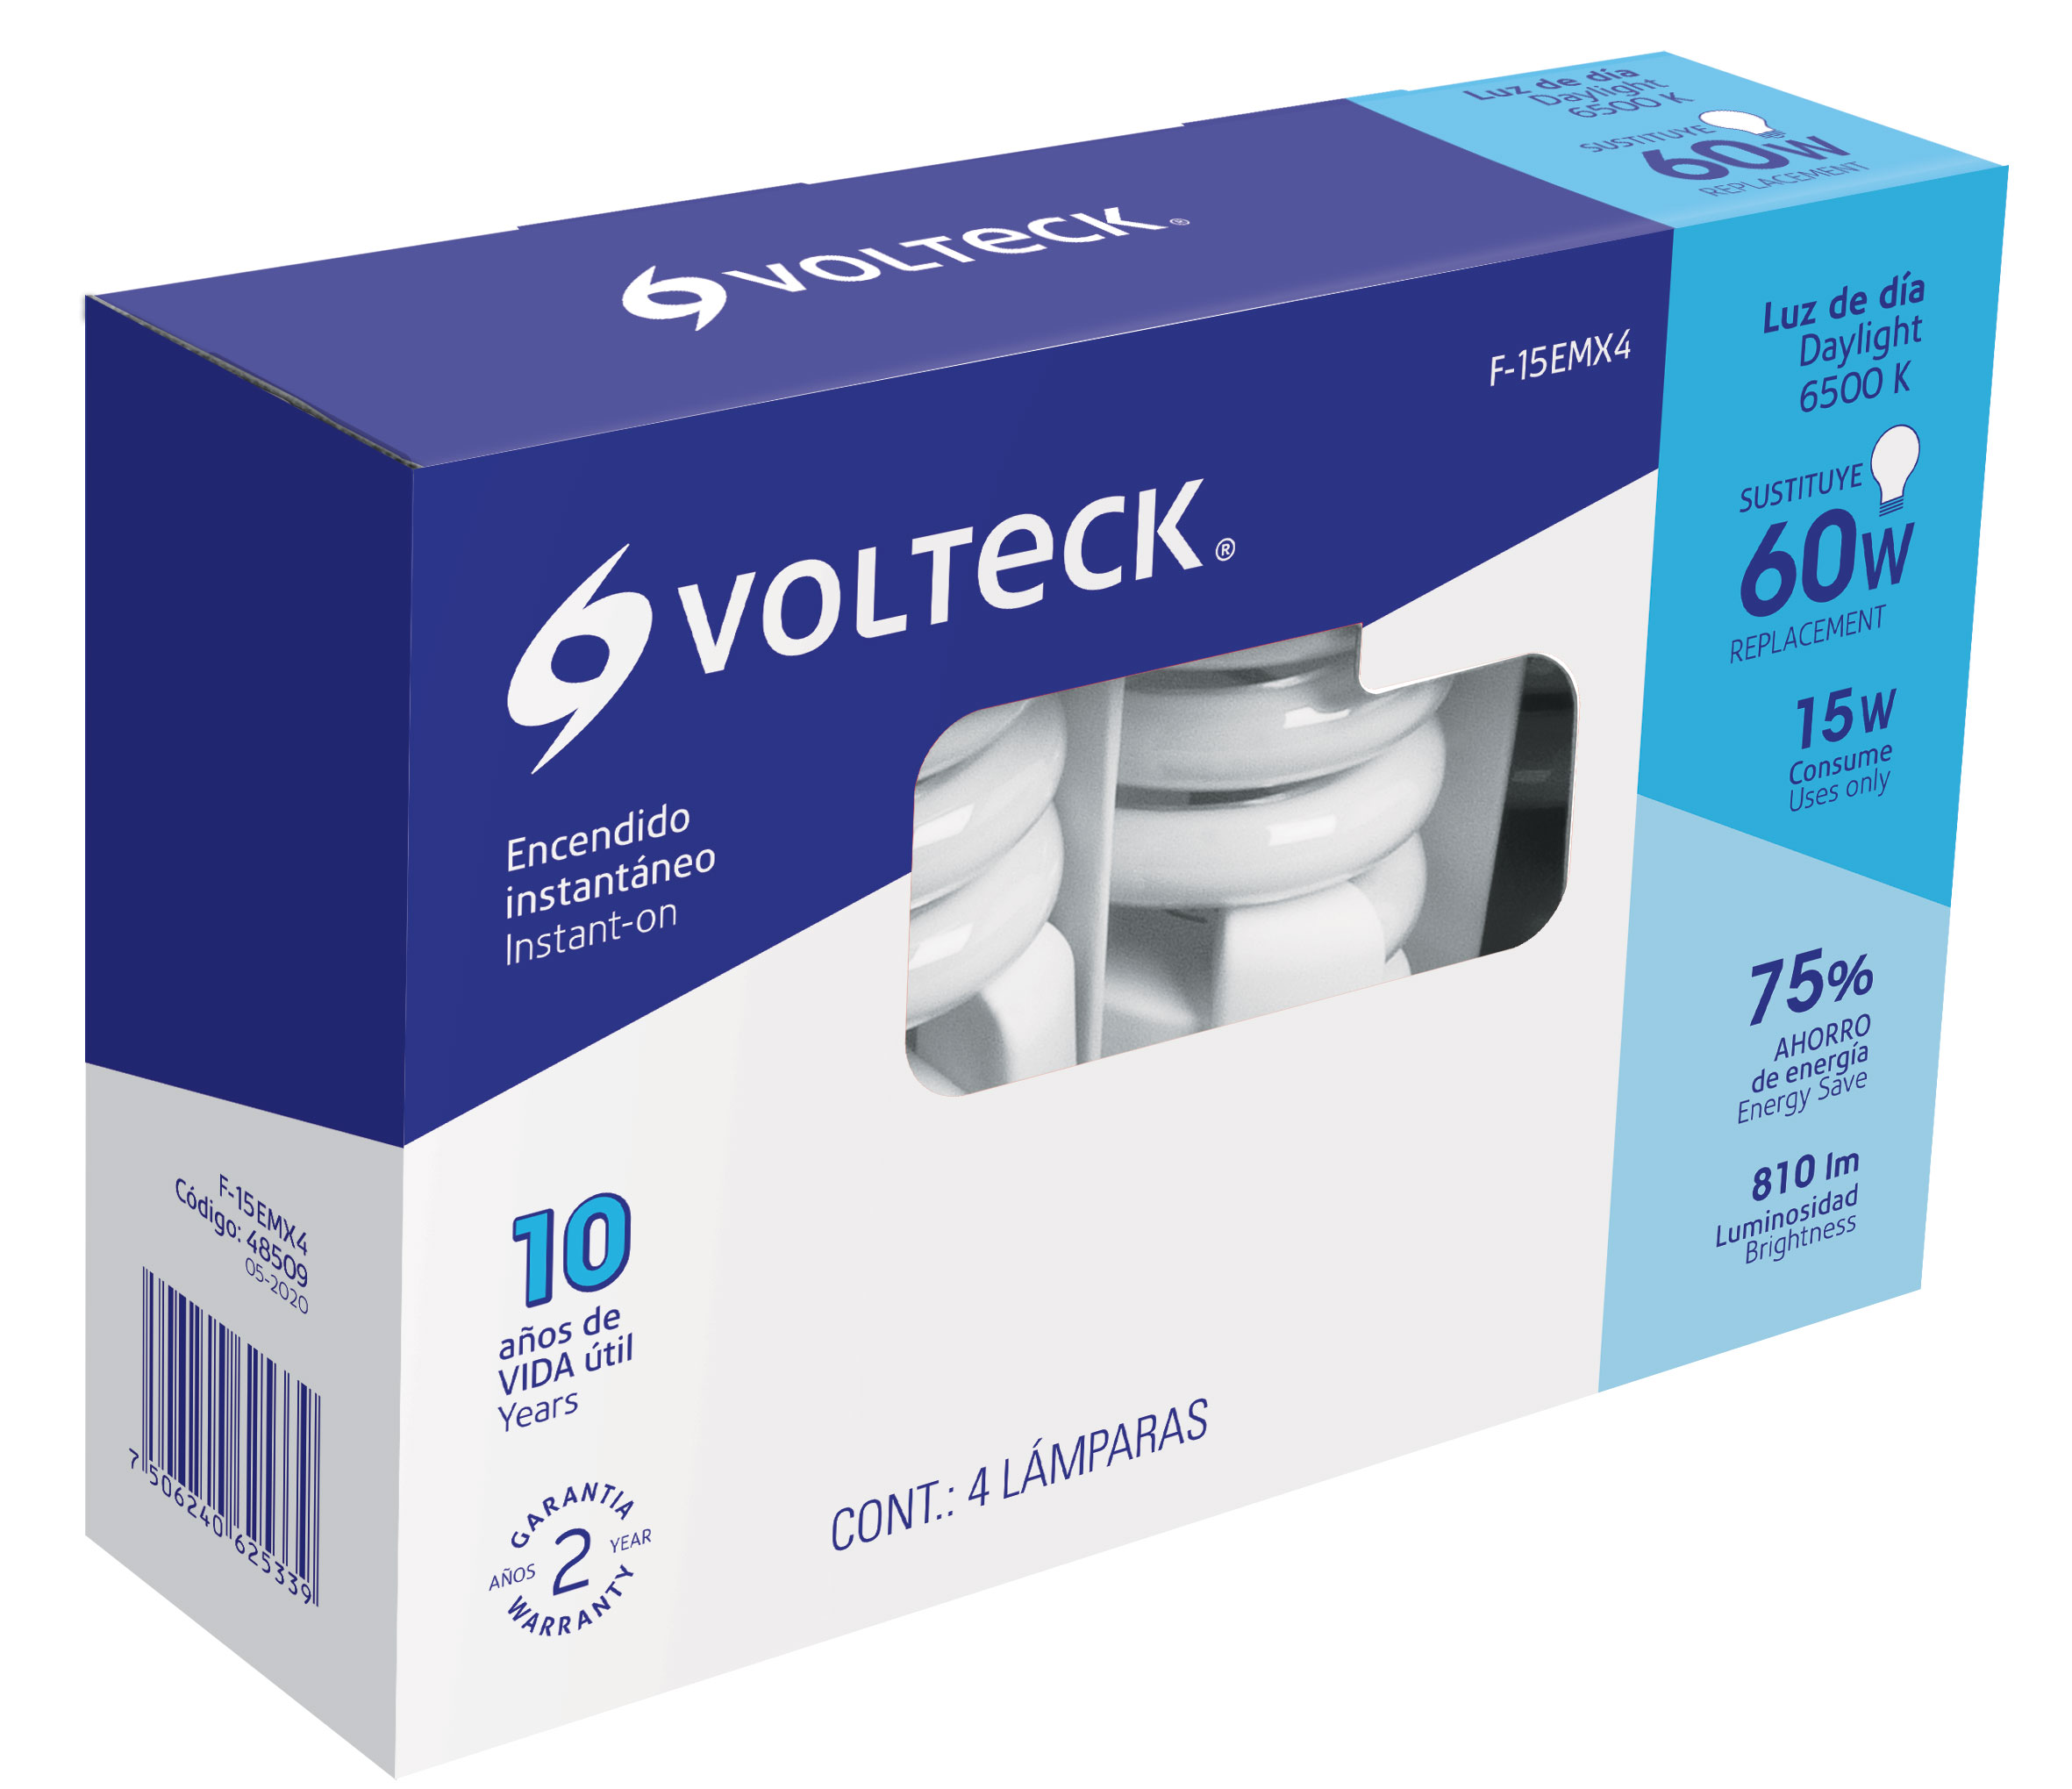 VOLTECK®
Luz de día
Daylight
6500 K
SUSTITUYE
60W
REPLACEMENT
F-15EMX4
VOLTECK®
Encendido
instantáneo
Instant-on
10
años de
VIDA útil
Years
GARANTIA
AÑOS 2 YEAR
WARRANTY
CONT.: 4 LÁMPARAS
Luz de día
Daylight
6500 K
SUSTITUYE
60W
REPLACEMENT
15W
Consume
Uses only
75%
AHORRO
de energía
Energy Save
810 lm
Luminosidad
Brightness
F-15EMX4
Código: 48509
05-2020
7 506240 625339